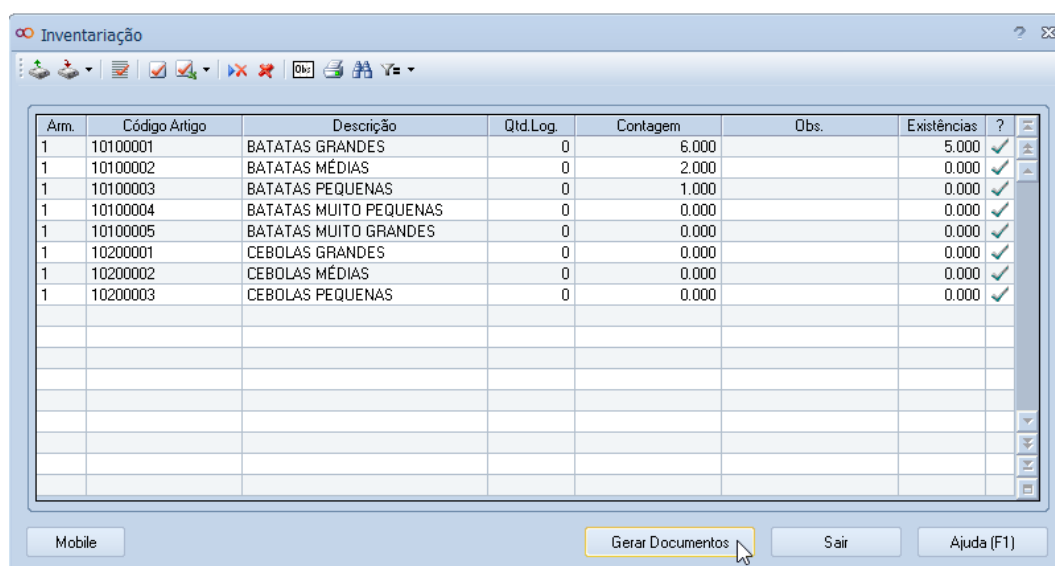 Inventariação
Obs
Arm. Código Artigo Descrição Qtd.Log. Contagem Obs. Existências ?
1 10100001 BATATAS GRANDES 0 6.000 5.000
1 10100002 BATATAS MÉDIAS 0 2.000 0.000
1 10100003 BATATAS PEQUENAS 0 1.000 0.000
1 10100004 BATATAS MUITO PEQUENAS 0 0.000 0.000
1 10100005 BATATAS MUITO GRANDES 0 0.000 0.000
1 10200001 CEBOLAS GRANDES 0 0.000 0.000
1 10200002 CEBOLAS MÉDIAS 0 0.000 0.000
1 10200003 CEBOLAS PEQUENAS 0 0.000 0.000
Mobile Gerar Documentos Sair Ajuda (F1)